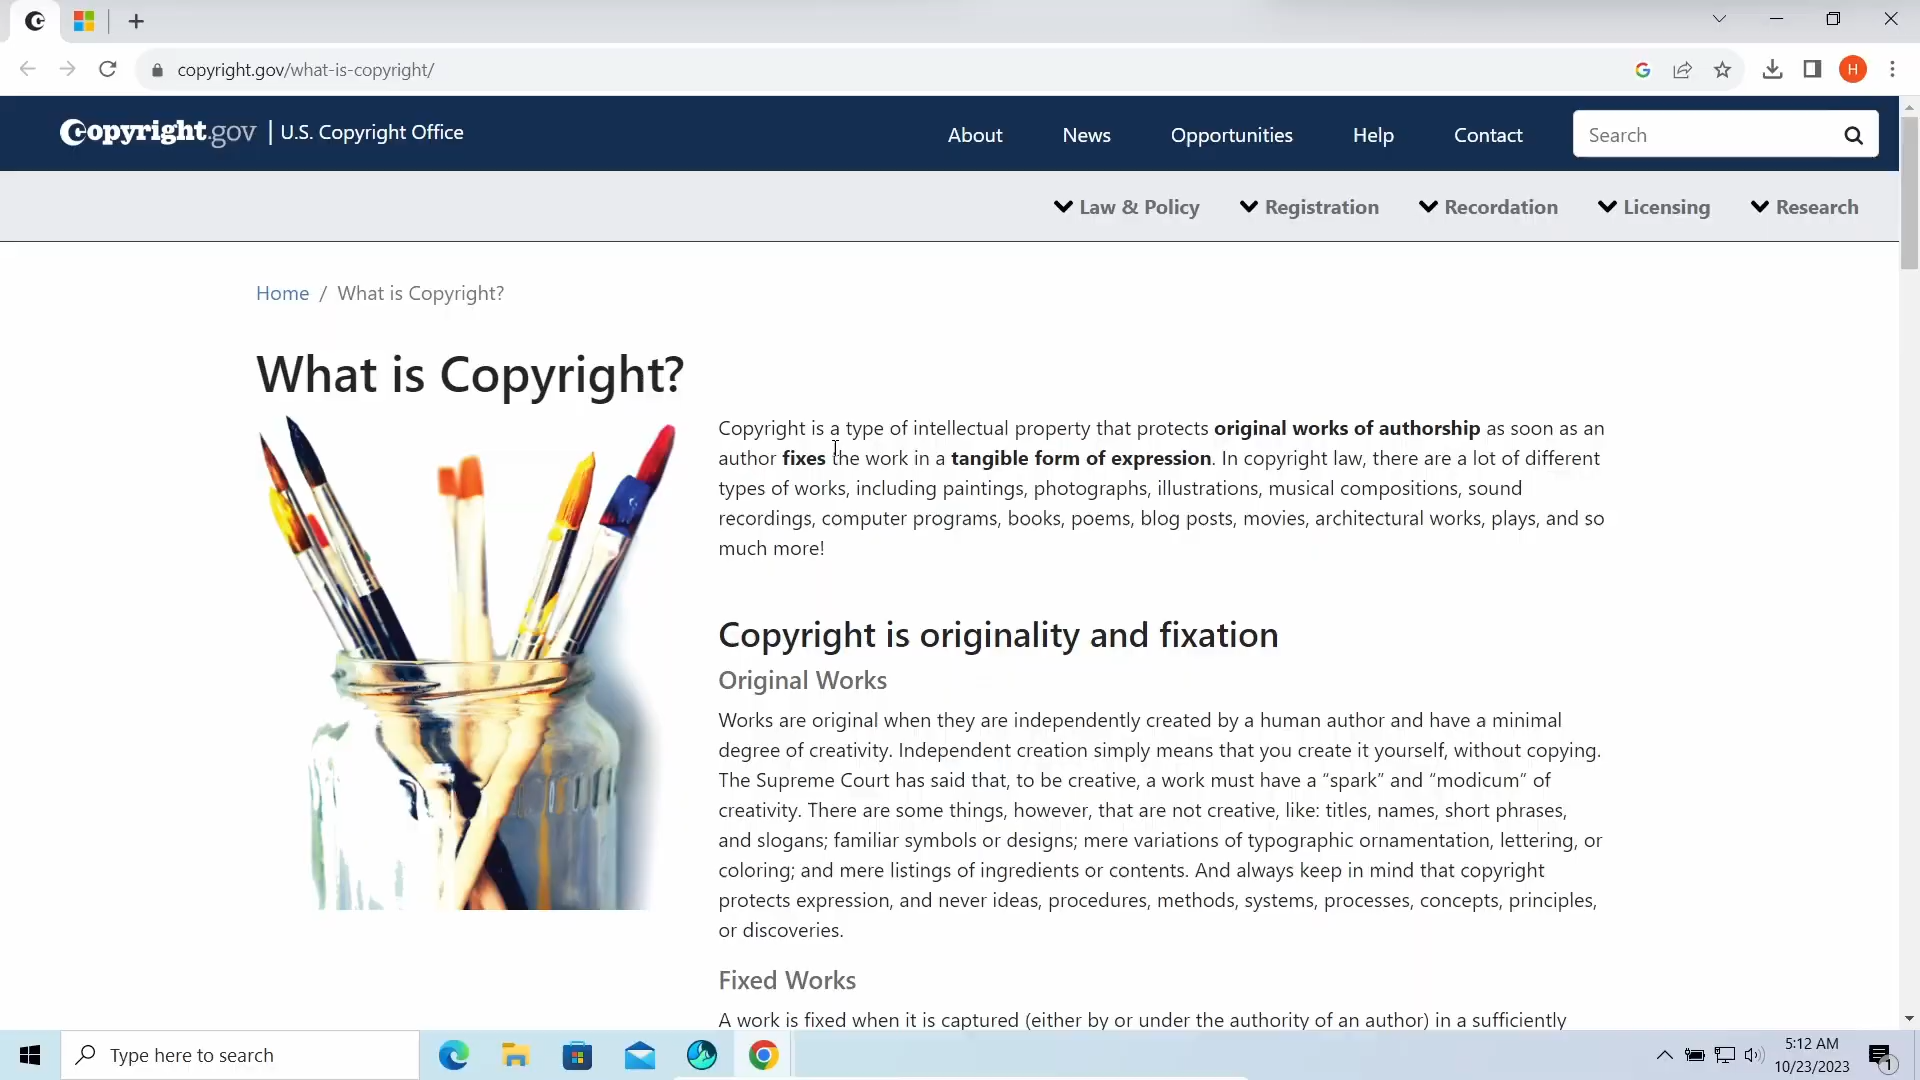 copyright.gov/what-is-copyright/
H
Copyright.gov | U.S. Copyright Office
About
News
Opportunities
Help
Contact
Search
Law & Policy
Registration
Recordation
Licensing
Research
Home / What is Copyright?
What is Copyright?
Copyright is a type of intellectual property that protects original works of authorship as soon as an
author fixes the work in a tangible form of expression. In copyright law, there are a lot of different
types of works, including paintings, photographs, illustrations, musical compositions, sound
recordings, computer programs, books, poems, blog posts, movies, architectural works, plays, and so
much more!
Copyright is originality and fixation
Original Works
Works are original when they are independently created by a human author and have a minimal
degree of creativity. Independent creation simply means that you create it yourself, without copying.
The Supreme Court has said that, to be creative, a work must have a “spark” and “modicum” of
creativity. There are some things, however, that are not creative, like: titles, names, short phrases,
and slogans; familiar symbols or designs; mere variations of typographic ornamentation, lettering, or
coloring; and mere listings of ingredients or contents. And always keep in mind that copyright
protects expression, and never ideas, procedures, methods, systems, processes, concepts, principles,
or discoveries.
Fixed Works
A work is fixed when it is captured (either by or under the authority of an author) in a sufficiently
Type here to search
5:12 AM
10/23/2023
1